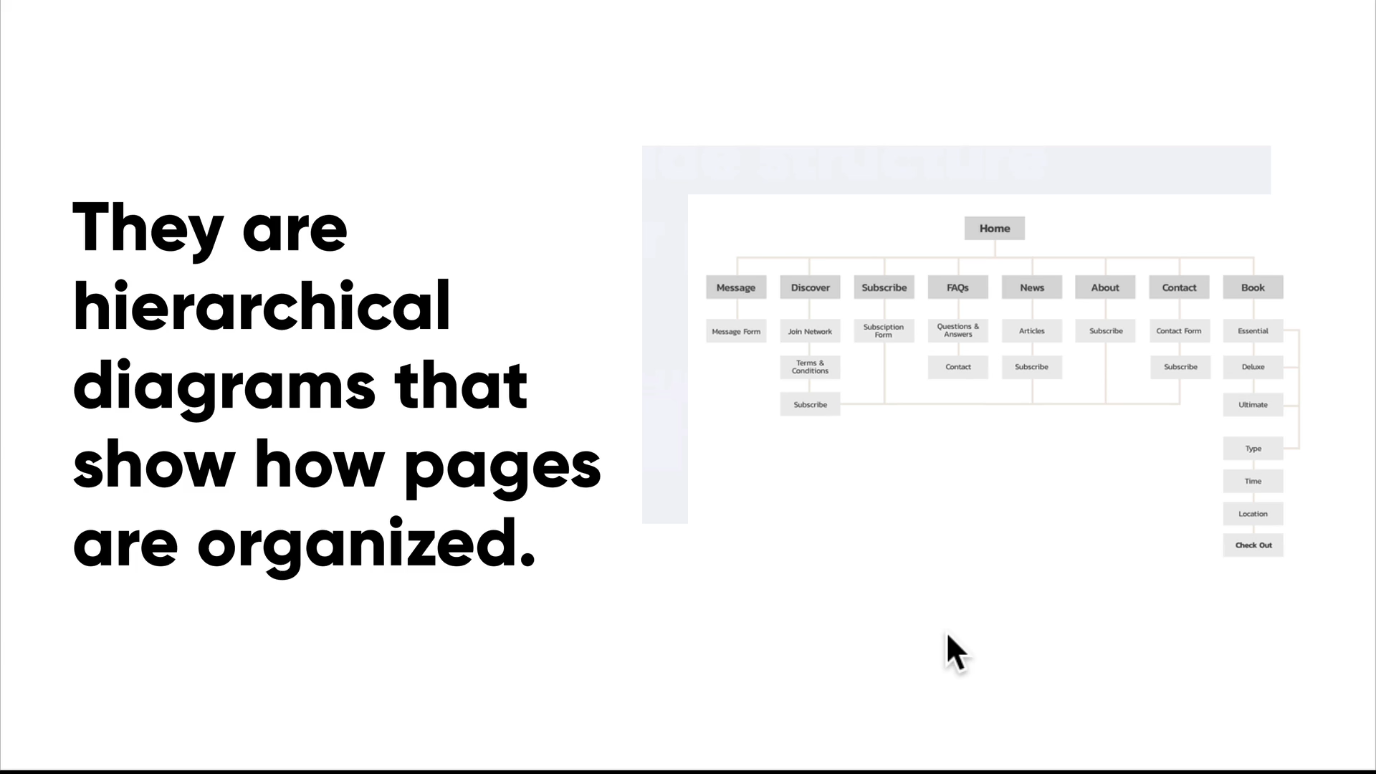 They are
hierarchical
diagrams that
show how pages
are organized.
Home
Message
Discover
Subscribe
FAQs
News
About
Contact
Book
Message Form
Join Network
Subsciption
Form
Questions &
Answers
Articles
Subscribe
Contact Form
Essential
Terms &
Conditions
Contact
Subscribe
Subscribe
Deluxe
Subscribe
Ultimate
Type
Time
Location
Check Out